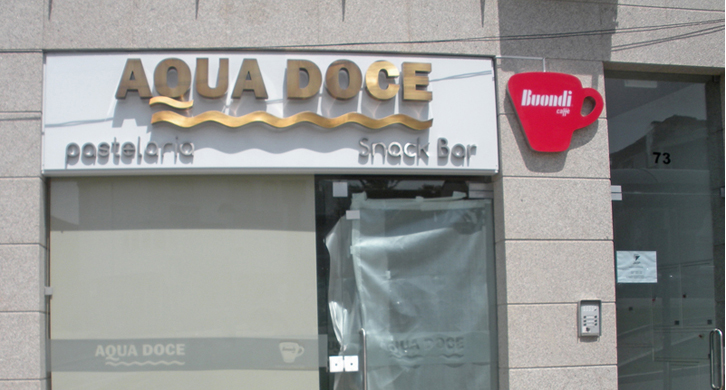 AQUA DOCE
pastelaria
Snack Bar
Buondi
caffè
73
AQUA DOCE
AQUA DOCE